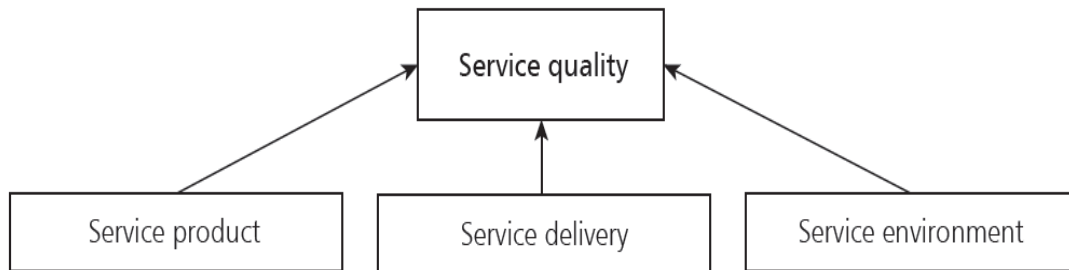 Service quality
Service product
Service delivery
Service environment